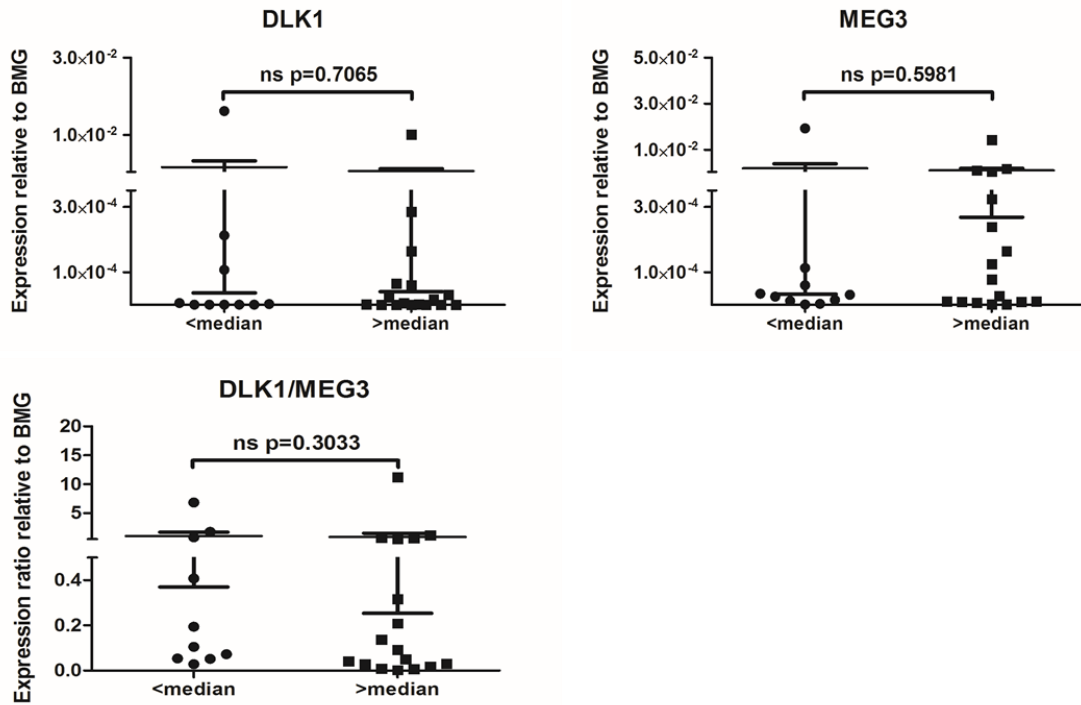 DLK1
Expression relative to BMG
3.0×10⁻²
1.0×10⁻²
3.0×10⁻⁴
1.0×10⁻⁴
ns p=0.7065
<median
>median
MEG3
Expression relative to BMG
5.0×10⁻²
3.0×10⁻²
1.0×10⁻²
3.0×10⁻⁴
1.0×10⁻⁴
ns p=0.5981
<median
>median
DLK1/MEG3
Expression ratio relative to BMG
20
15
10
5
0.4
0.2
0.0
ns p=0.3033
<median
>median